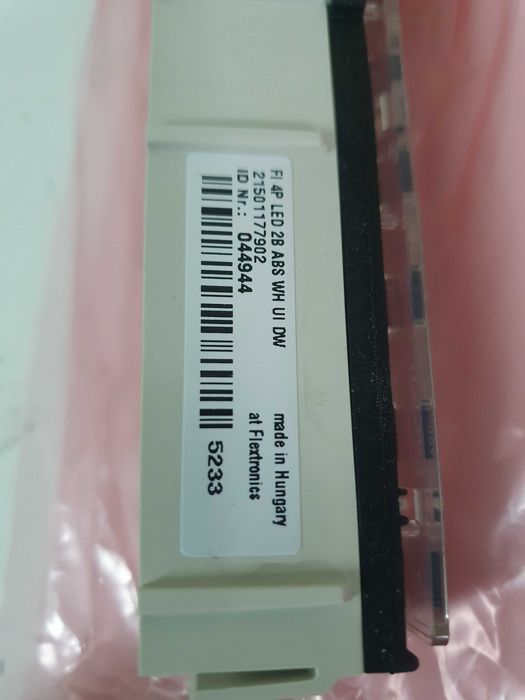 FI 4P LED 2B ABS WH UI DW
21501177902
made in Hungary
ID Nr.: 044944
at Flextronics
5233